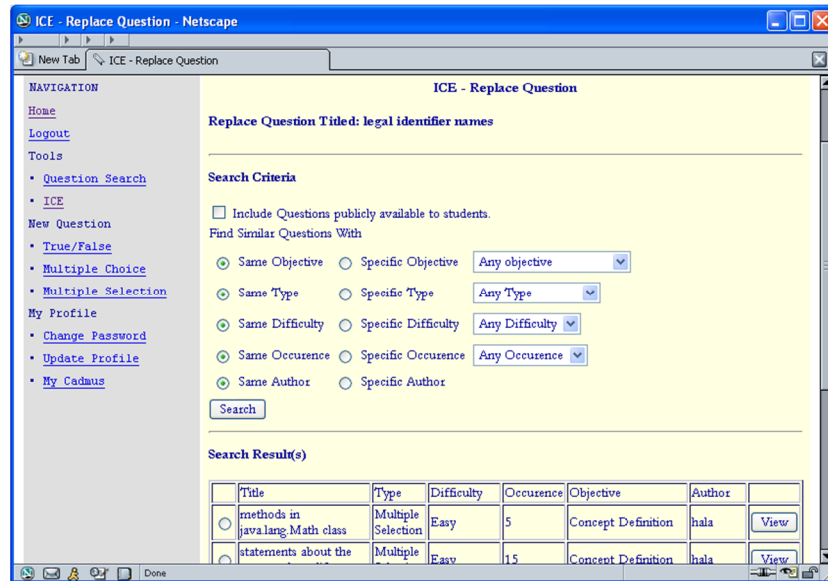 ICE - Replace Question - Netscape
New Tab
ICE - Replace Question
NAVIGATION
Home
Logout
Tools
Question Search
ICE
New Question
True/False
Multiple Choice
Multiple Selection
My Profile
Change Password
Update Profile
My Cadmus
ICE - Replace Question
Replace Question Titled: legal identifier names
Search Criteria
Include Questions publicly available to students.
Find Similar Questions With
Same Objective Specific Objective Any objective
Same Type Specific Type Any Type
Same Difficulty Specific Difficulty Any Difficulty
Same Occurence Specific Occurence Any Occurence
Same Author Specific Author
Search
Search Result(s)
Title Type Difficulty Occurence Objective Author
methods in java.lang.Math class Multiple Selection Easy 5 Concept Definition hala View
statements about the Multiple Easy 15 Concept Definition hala View
Done